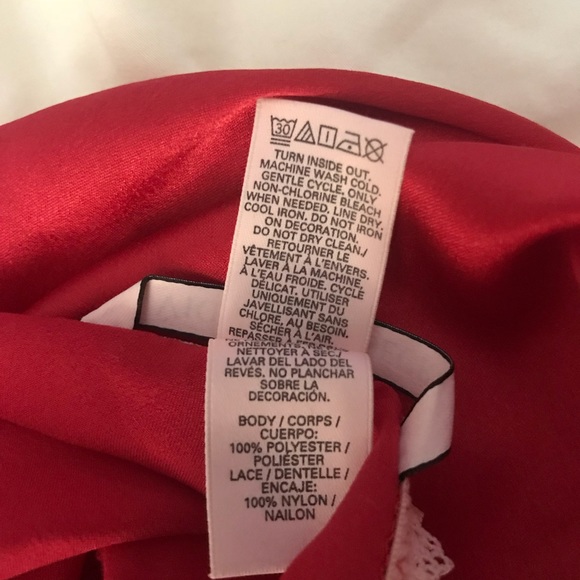 30
TURN INSIDE OUT.
MACHINE WASH COLD.
GENTLE CYCLE. ONLY
NON-CHLORINE BLEACH
WHEN NEEDED. LINE DRY.
COOL IRON. DO NOT IRON
ON DECORATION.
DO NOT DRY CLEAN./
RETOURNER LE
VÊTEMENT À L'ENVERS.
LAVER À LA MACHINE,
À L'EAU FROIDE. CYCLE
DÉLICAT. UTILISER
UNIQUEMENT DU
JAVELLISANT SANS
CHLORE, AU BESOIN.
SÉCHER À L'AIR.
REPASSER À
ORNEMENTS.
NETTOYER À SEC./
LAVAR DEL LADO DEL
REVÉS. NO PLANCHAR
SOBRE LA
DECORACIÓN.
BODY / CORPS /
CUERPO:
100% POLYESTER /
POLIÉSTER
LACE / DENTELLE /
ENCAJE:
100% NYLON /
NAILON